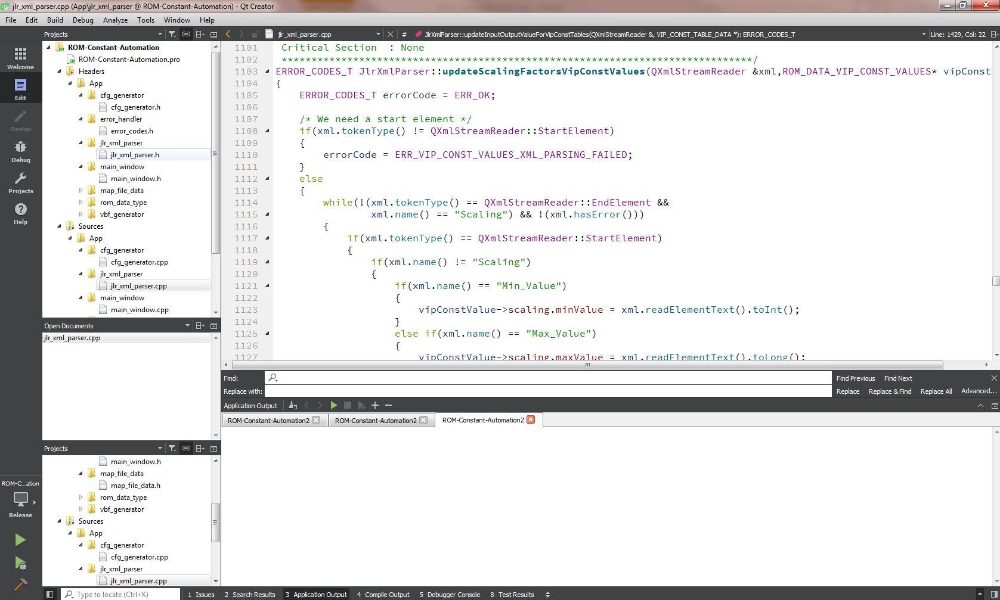 jlr_xml_parser.cpp (App\jlr_xml_parser @ ROM-Constant-Automation) - Qt Creator
File Edit Build Debug Analyze Tools Window Help
Projects
jlr_xml_parser.cpp
# JlrXmlParser::updateInputOutputValueForVipConstTables(QXmlStreamReader &, VIP_CONST_TABLE_DATA *): ERROR_CODES_T
Line: 1429, Col: 22
Welcome
Edit
Design
Debug
Projects
Help
ROM-C...ation
Release
ROM-Constant-Automation
ROM-Constant-Automation.pro
Headers
App
cfg_generator
cfg_generator.h
error_handler
error_codes.h
jlr_xml_parser
jlr_xml_parser.h
main_window
main_window.h
map_file_data
rom_data_type
vbf_generator
Sources
App
cfg_generator
cfg_generator.cpp
jlr_xml_parser
jlr_xml_parser.cpp
main_window
main_window.cpp
Open Documents
jlr_xml_parser.cpp
Projects
main_window.h
map_file_data
map_file_data.h
rom_data_type
vbf_generator
Sources
App
cfg_generator
cfg_generator.cpp
jlr_xml_parser
jlr_xml_parser.cpp
1101 Critical Section : None
1102 *******************************************************************************/
1103 ERROR_CODES_T JlrXmlParser::updateScalingFactorsVipConstValues(QXmlStreamReader &xml,ROM_DATA_VIP_CONST_VALUES* vipConst
1104 {
1105 ERROR_CODES_T errorCode = ERR_OK;
1106
1107 /* We need a start element */
1108 if(xml.tokenType() != QXmlStreamReader::StartElement)
1109 {
1110 errorCode = ERR_VIP_CONST_VALUES_XML_PARSING_FAILED;
1111 }
1112 else
1113 {
1114 while(!(xml.tokenType() == QXmlStreamReader::EndElement &&
1115 xml.name() == "Scaling") && !(xml.hasError()))
1116 {
1117 if(xml.tokenType() == QXmlStreamReader::StartElement)
1118 {
1119 if(xml.name() != "Scaling")
1120 {
1121 if(xml.name() == "Min_Value")
1122 {
1123 vipConstValue->scaling.minValue = xml.readElementText().toInt();
1124 }
1125 else if(xml.name() == "Max_Value")
1126 {
1127 vipConstValue->scaling.maxValue = xml.readElementText().toLong();
Find:
Find Previous Find Next
Replace with:
Replace Replace & Find Replace All Advanced...
Application Output
ROM-Constant-Automation2 ROM-Constant-Automation2 ROM-Constant-Automation2
Type to locate (Ctrl+K)
1 Issues 2 Search Results 3 Application Output 4 Compile Output 5 Debugger Console 8 Test Results